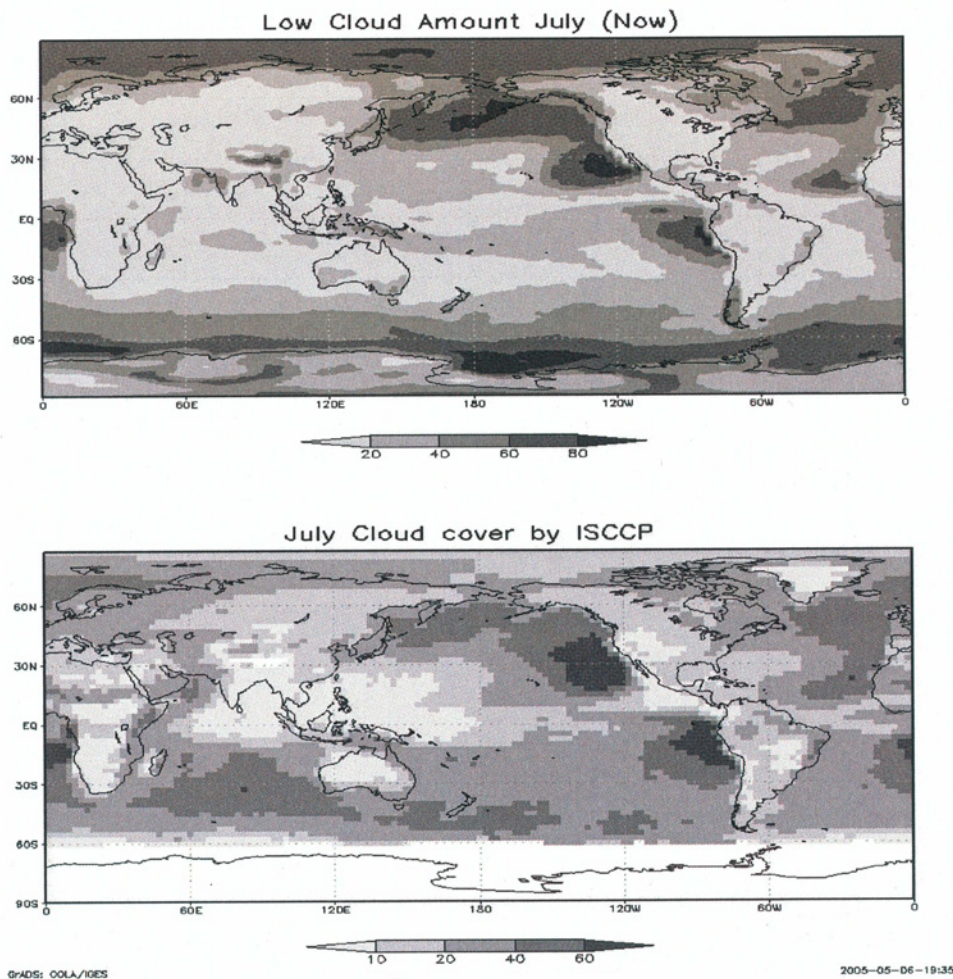 Low Cloud Amount July (Now)
60N
30N
EQ
30S
60S
0 60E 120E 180 120W 60W 0
20 40 60 80
July Cloud cover by ISCCP
60N
30N
EQ
30S
60S
90S
0 60E 120E 180 120W 60W 0
10 20 40 60
GrADS: COLA/IGES 2005-05-06-19:35